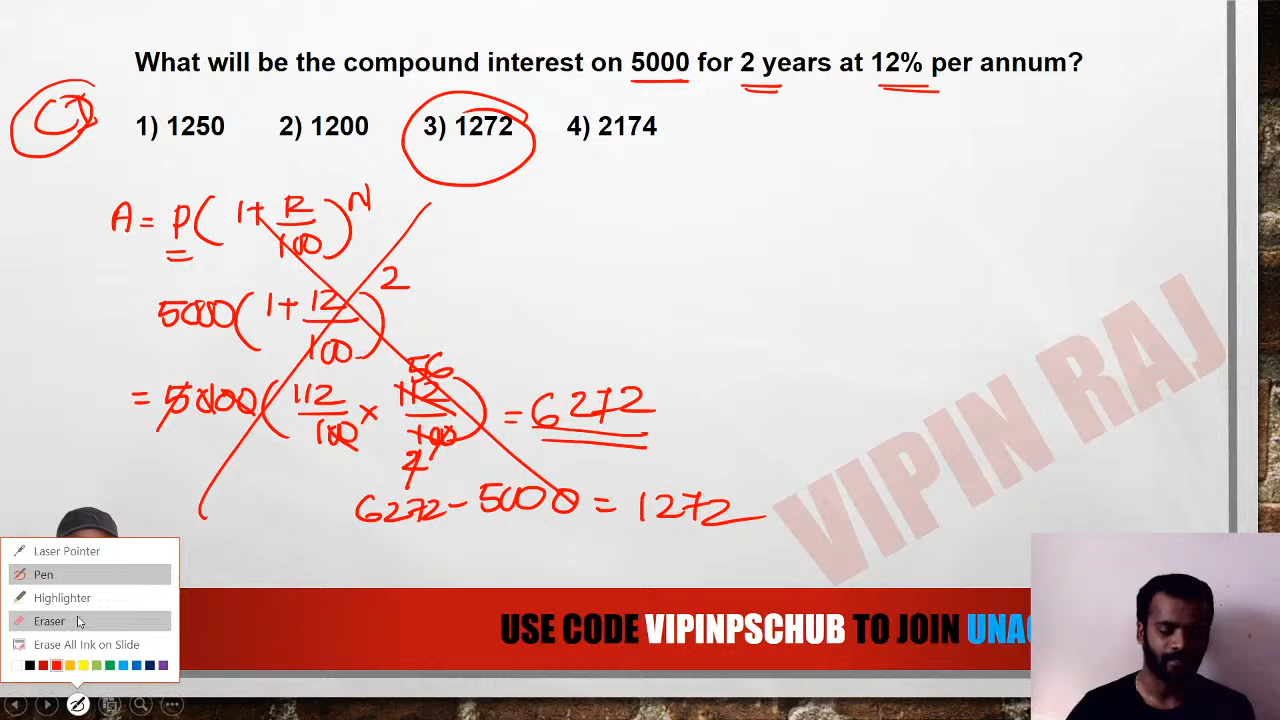 What will be the compound interest on 5000 for 2 years at 12% per annum?
CI
1) 1250 2) 1200 3) 1272 4) 2174
A = P(1+R/100)^N
5000(1+12/100)^2
= 5000(112/100 × 112/100) = 6272
56
4
6272-5000 = 1272
VIPIN RAJ
Laser Pointer
Pen
Highlighter
Eraser
Erase All Ink on Slide
USE CODE VIPINPSCHUB TO JOIN UNA